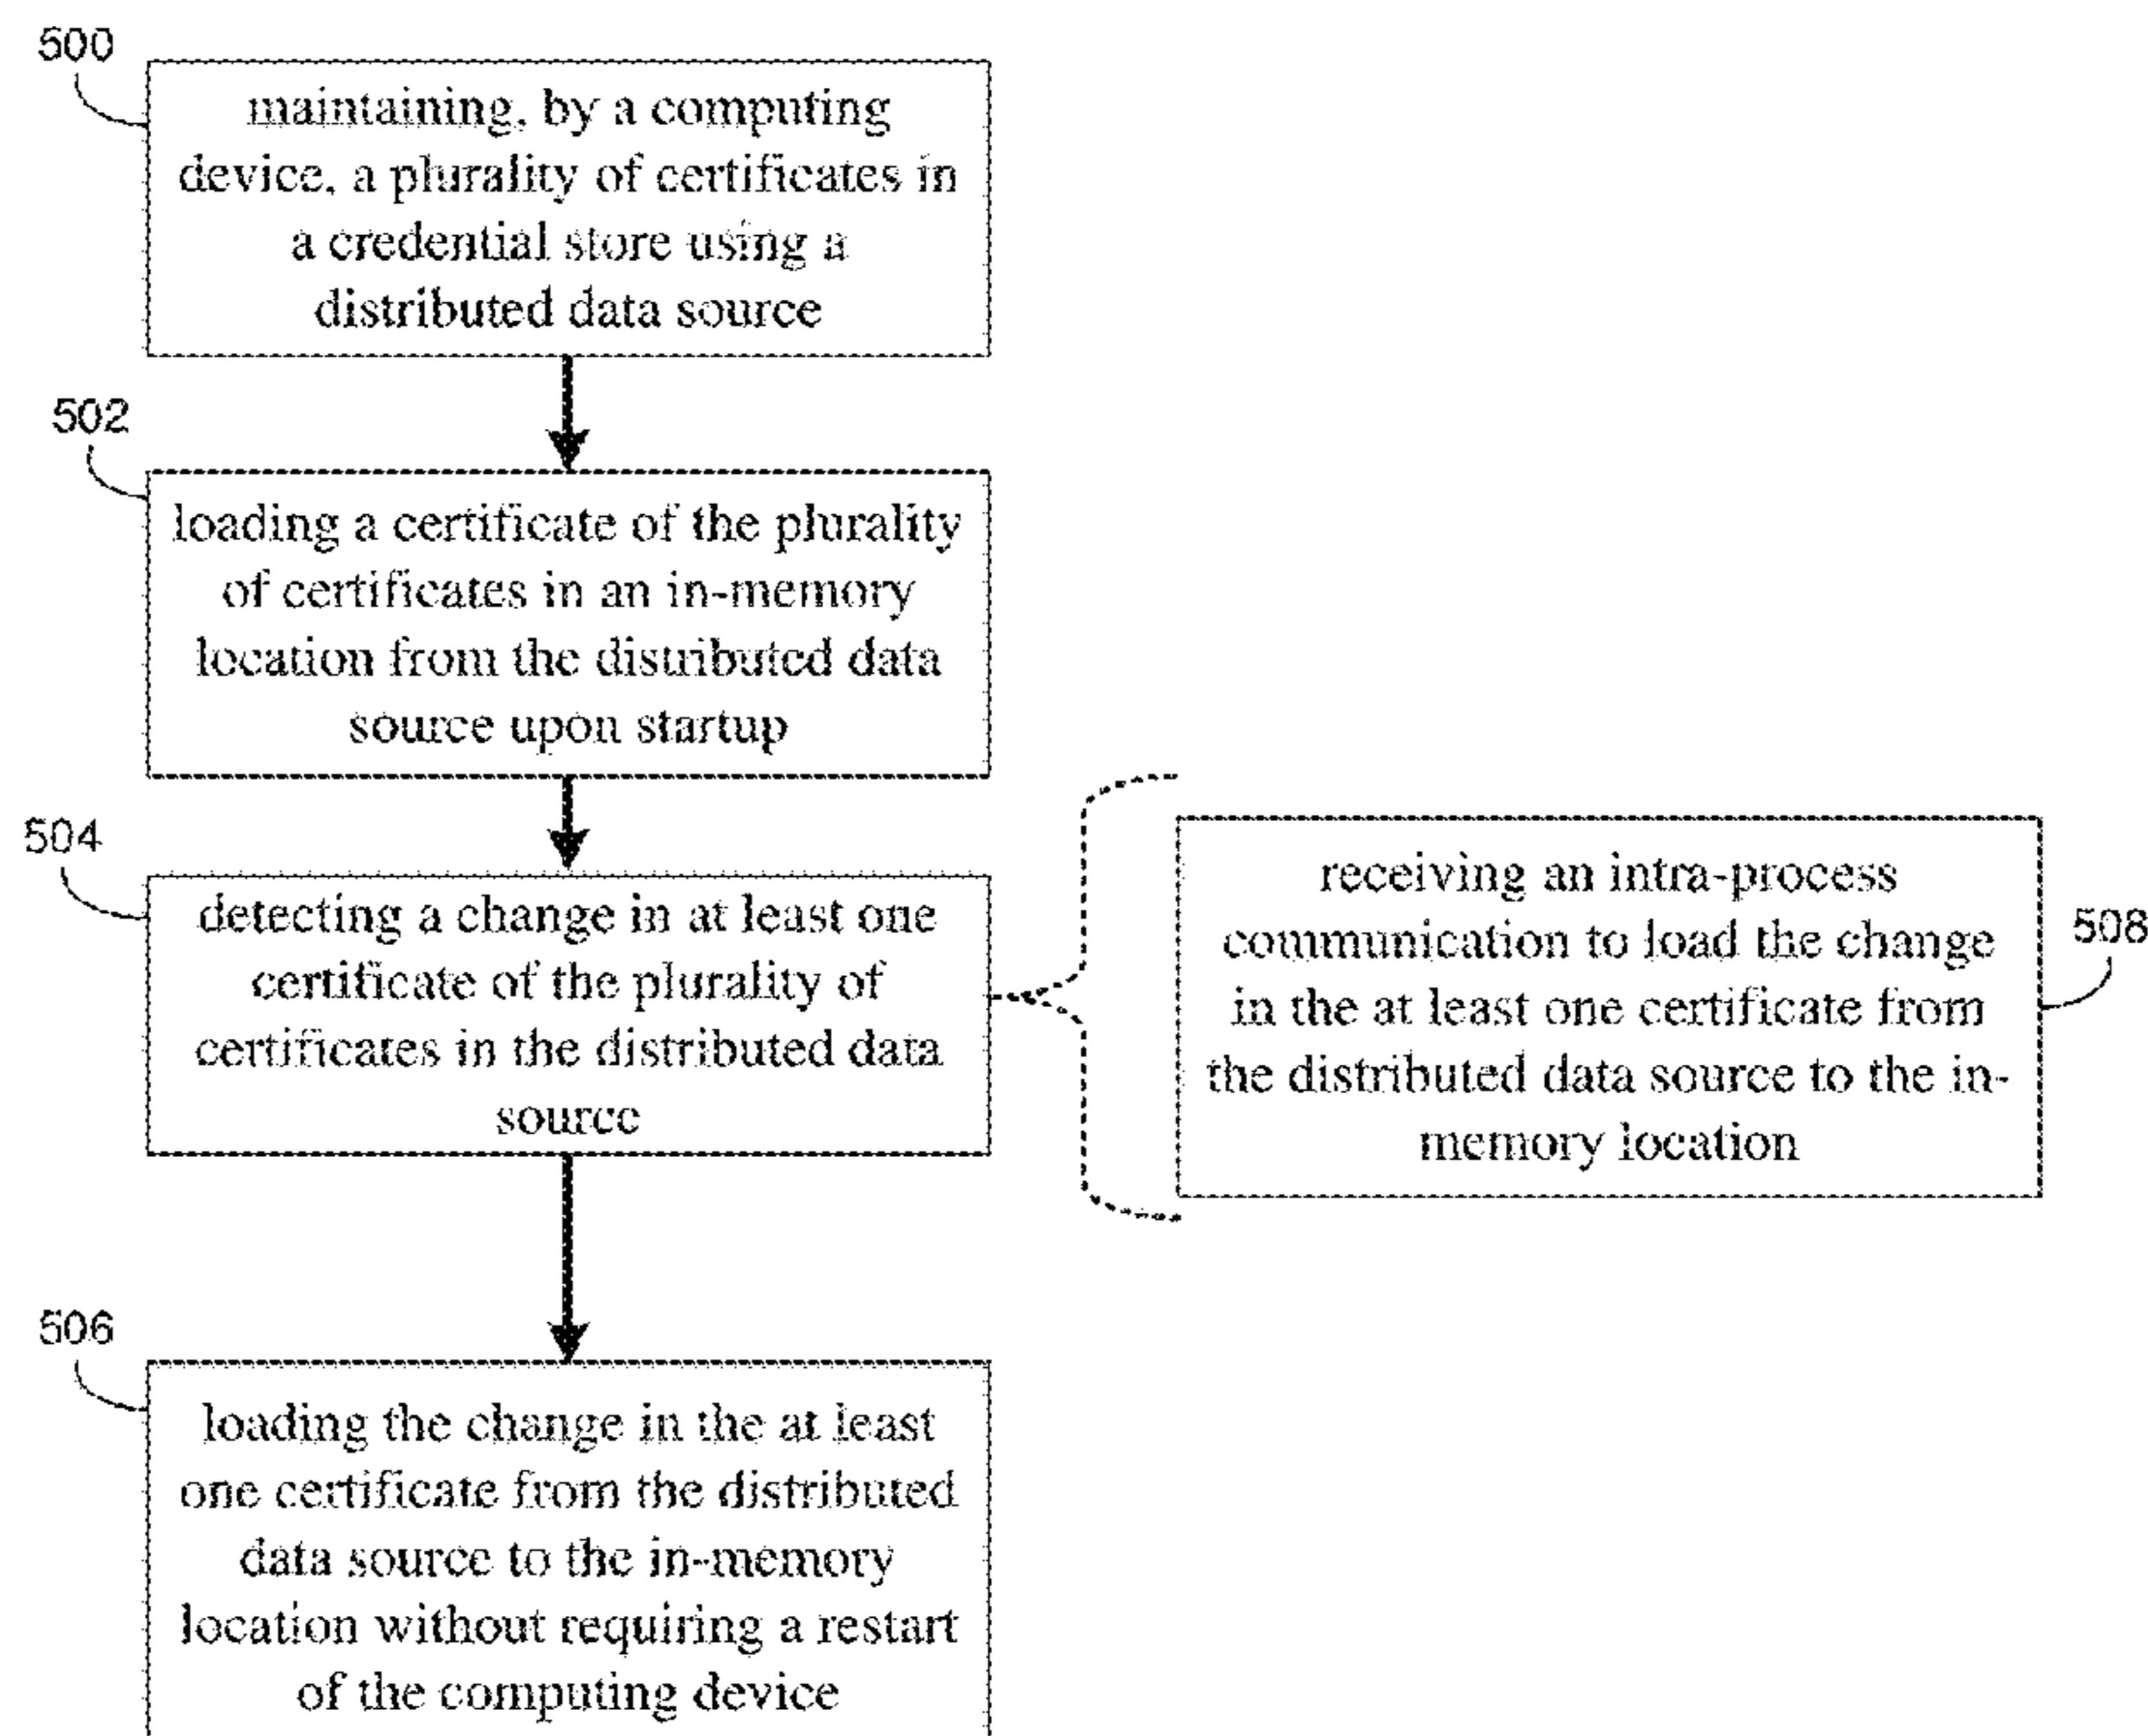 500
maintaining, by a computing
device, a plurality of certificates in
a credential store using a
distributed data source
502
loading a certificate of the plurality
of certificates in an in-memory
location from the distributed data
source upon startup
504
detecting a change in at least one
certificate of the plurality of
certificates in the distributed data
source
receiving an intra-process
communication to load the change
in the at least one certificate from
the distributed data source to the in-
memory location
508
506
loading the change in the at least
one certificate from the distributed
data source to the in-memory
location without requiring a restart
of the computing device